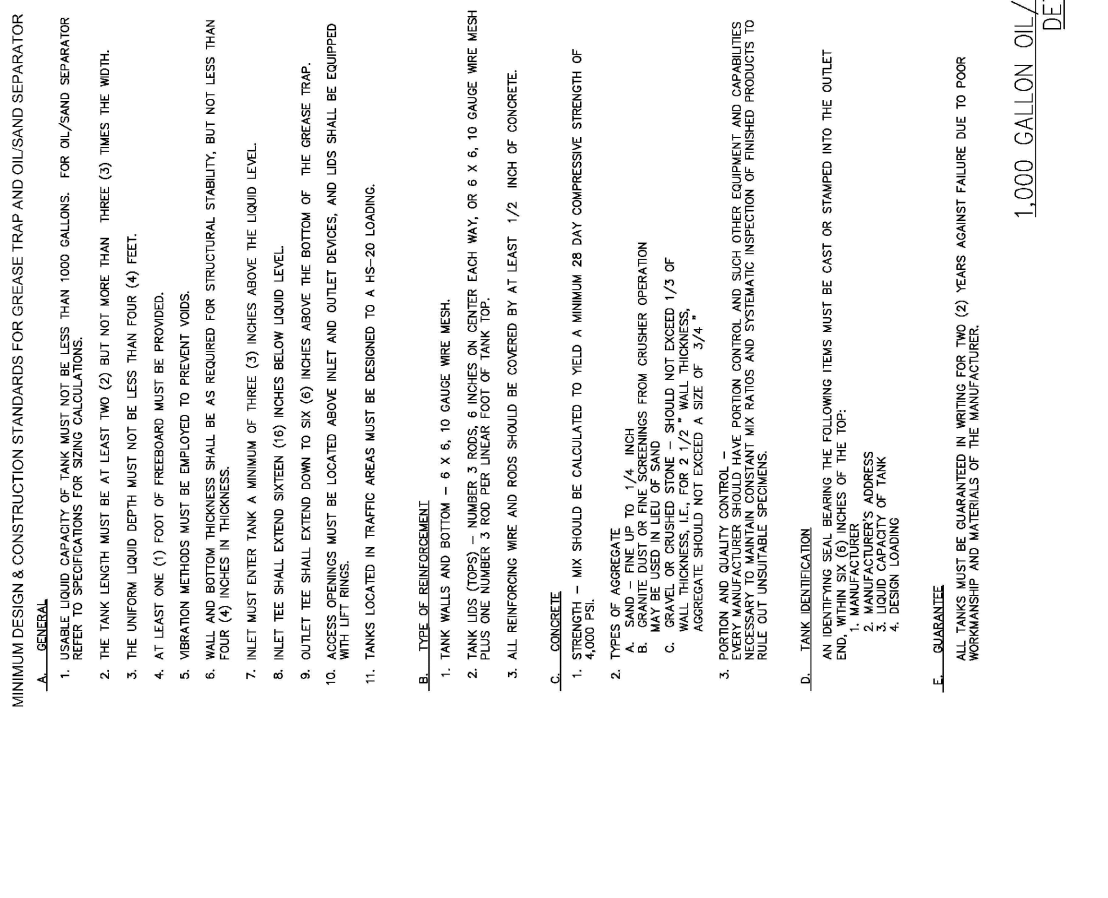 MINIMUM DESIGN & CONSTRUCTION STANDARDS FOR GREASE TRAP AND OIL/SAND SEPARATOR
A. GENERAL
1. USABLE LIQUID CAPACITY OF TANK MUST NOT BE LESS THAN 1000 GALLONS. FOR OIL/SAND SEPARATOR
REFER TO SPECIFICATIONS FOR SIZING CALCULATIONS.
2. THE TANK LENGTH MUST BE AT LEAST TWO (2) BUT NOT MORE THAN THREE (3) TIMES THE WIDTH.
3. THE UNIFORM LIQUID DEPTH MUST NOT BE LESS THAN FOUR (4) FEET.
4. AT LEAST ONE (1) FOOT OF FREEBOARD MUST BE PROVIDED.
5. VIBRATION METHODS MUST BE EMPLOYED TO PREVENT VOIDS.
6. WALL AND BOTTOM THICKNESS SHALL BE AS REQUIRED FOR STRUCTURAL STABILITY, BUT NOT LESS THAN
FOUR (4) INCHES IN THICKNESS.
7. INLET MUST ENTER TANK A MINIMUM OF THREE (3) INCHES ABOVE THE LIQUID LEVEL.
8. INLET TEE SHALL EXTEND SIXTEEN (16) INCHES BELOW LIQUID LEVEL.
9. OUTLET TEE SHALL EXTEND DOWN TO SIX (6) INCHES ABOVE THE BOTTOM OF THE GREASE TRAP.
10. ACCESS OPENINGS MUST BE LOCATED ABOVE INLET AND OUTLET DEVICES, AND LIDS SHALL BE EQUIPPED
WITH LIFT RINGS.
11. TANKS LOCATED IN TRAFFIC AREAS MUST BE DESIGNED TO A HS-20 LOADING.
B. TYPE OF REINFORCEMENT
1. TANK WALLS AND BOTTOM – 6 X 6, 10 GAUGE WIRE MESH.
2. TANK LIDS (TOPS) – NUMBER 3 RODS, 6 INCHES ON CENTER EACH WAY, OR 6 X 6, 10 GAUGE WIRE MESH
PLUS ONE NUMBER 3 ROD PER LINEAR FOOT OF TANK TOP.
3. ALL REINFORCING WIRE AND RODS SHOULD BE COVERED BY AT LEAST 1/2 INCH OF CONCRETE.
C. CONCRETE
1. STRENGTH – MIX SHOULD BE CALCULATED TO YIELD A MINIMUM 28 DAY COMPRESSIVE STRENGTH OF
4,000 PSI.
2. TYPES OF AGGREGATE
A. SAND – FINE UP TO 1/4 INCH
B. GRANITE DUST OR FINE SCREENINGS FROM CRUSHER OPERATION
MAY BE USED IN LIEU OF SAND
C. GRAVEL OR CRUSHED STONE – SHOULD NOT EXCEED 1/3 OF
WALL THICKNESS, I.E., FOR 2 1/2 " WALL THICKNESS,
AGGREGATE SHOULD NOT EXCEED A SIZE OF 3/4 "
3. PORTION AND QUALITY CONTROL –
EVERY MANUFACTURER SHOULD HAVE PORTION CONTROL AND SUCH OTHER EQUIPMENT AND CAPABILITIES
NECESSARY TO MAINTAIN CONSTANT MIX RATIOS AND SYSTEMATIC INSPECTION OF FINISHED PRODUCTS TO
RULE OUT UNSUITABLE SPECIMENS.
D. TANK IDENTIFICATION
AN IDENTIFYING SEAL BEARING THE FOLLOWING ITEMS MUST BE CAST OR STAMPED INTO THE OUTLET
END, WITHIN SIX (6) INCHES OF THE TOP:
1. MANUFACTURER
2. MANUFACTURER'S ADDRESS
3. LIQUID CAPACITY OF TANK
4. DESIGN LOADING
E. GUARANTEE
ALL TANKS MUST BE GUARANTEED IN WRITING FOR TWO (2) YEARS AGAINST FAILURE DUE TO POOR
WORKMANSHIP AND MATERIALS OF THE MANUFACTURER.
1,000 GALLON OIL/